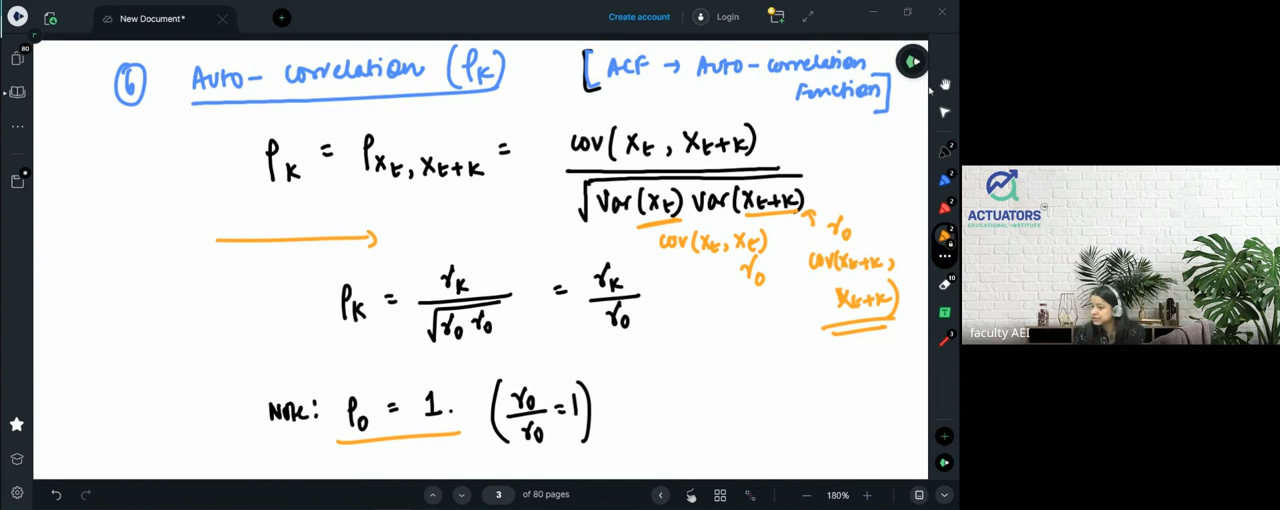 New Document*
Create account
Login
80
⑥ Auto-correlation (ρk) [ACF → Auto-correlation Function]
ρk = ρXt, Xt+k = cov(Xt, Xt+k) / √Var(Xt) Var(Xt+k)
cov(Xt, Xt)
γ0
γ0
cov(Xt+k, Xt+k)
ρk = γk / √γ0 γ0 = γk / γ0
Note: ρ0 = 1. (γ0/γ0 = 1)
3 of 80 pages
180%
ACTUATORS
EDUCATIONAL INSTITUTE
faculty AEI